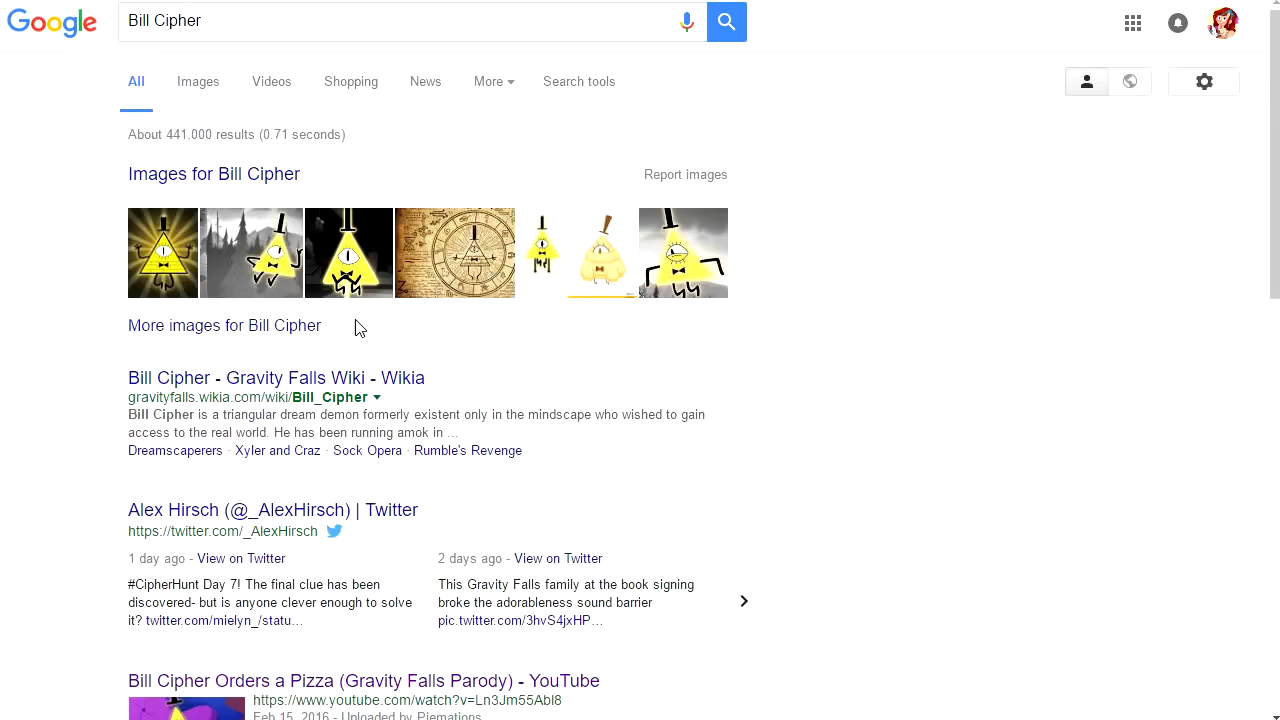 Google
Bill Cipher
All Images Videos Shopping News More Search tools
About 441,000 results (0.71 seconds)
Images for Bill Cipher
Report images
More images for Bill Cipher
Bill Cipher - Gravity Falls Wiki - Wikia
gravityfalls.wikia.com/wiki/Bill_Cipher
Bill Cipher is a triangular dream demon formerly existent only in the mindscape who wished to gain
access to the real world. He has been running amok in ...
Dreamscaperers · Xyler and Craz · Sock Opera · Rumble's Revenge
Alex Hirsch (@_AlexHirsch) | Twitter
https://twitter.com/_AlexHirsch
1 day ago - View on Twitter
#CipherHunt Day 7! The final clue has been
discovered- but is anyone clever enough to solve
it? twitter.com/mielyn_/statu...
2 days ago - View on Twitter
This Gravity Falls family at the book signing
broke the adorableness sound barrier
pic.twitter.com/3hvS4jxHP...
Bill Cipher Orders a Pizza (Gravity Falls Parody) - YouTube
https://www.youtube.com/watch?v=Ln3Jm55AbI8
Feb 15, 2016 - Uploaded by Piemations